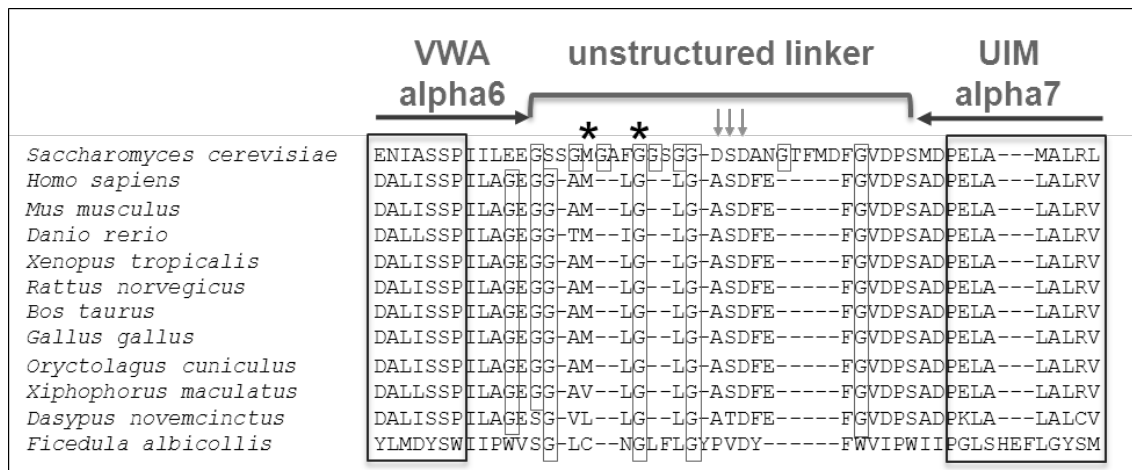 VWA unstructured linker UIM
alpha6 alpha7
* *
Saccharomyces cerevisiae ENIASSPIILEEGSSGMGAFGGSGG-DSDANGTFMDFGVDPSMDPELA---MALRL
Homo sapiens DALISSPILAGEGG-AM--LG--LG-ASDFE-----FGVDPSADPELA---LALRV
Mus musculus DALISSPILAGEGG-AM--LG--LG-ASDFE-----FGVDPSADPELA---LALRV
Danio rerio DALLSSPILAGEGG-TM--IG--LG-ASDFE-----FGVDPSADPELA---LALRV
Xenopus tropicalis DALISSPILAGEGG-AM--LG--LG-ASDFE-----FGVDPSADPELA---LALRV
Rattus norvegicus DALISSPILAGEGG-AM--LG--LG-ASDFE-----FGVDPSADPELA---LALRV
Bos taurus DALISSPILAGEGG-AM--LG--LG-ASDFE-----FGVDPSADPELA---LALRV
Gallus gallus DALISSPILAGEGG-AM--LG--LG-ASDFE-----FGVDPSADPELA---LALRV
Oryctolagus cuniculus DALISSPILAGEGG-AM--LG--LG-ASDFE-----FGVDPSADPELA---LALRV
Xiphophorus maculatus DALLSSPILAGEGG-AV--LG--LG-ASDFE-----FGVDPSADPELA---LALRV
Dasypus novemcinctus DALISSPILAGESG-VL--LG--LG-ATDFE-----FGVDPSADPKLA---LALCV
Ficedula albicollis YLMDYSWIIPWVSG-LC--NGLFLGYPVDY------FWVIPWIIPGLSHEFLGYSM